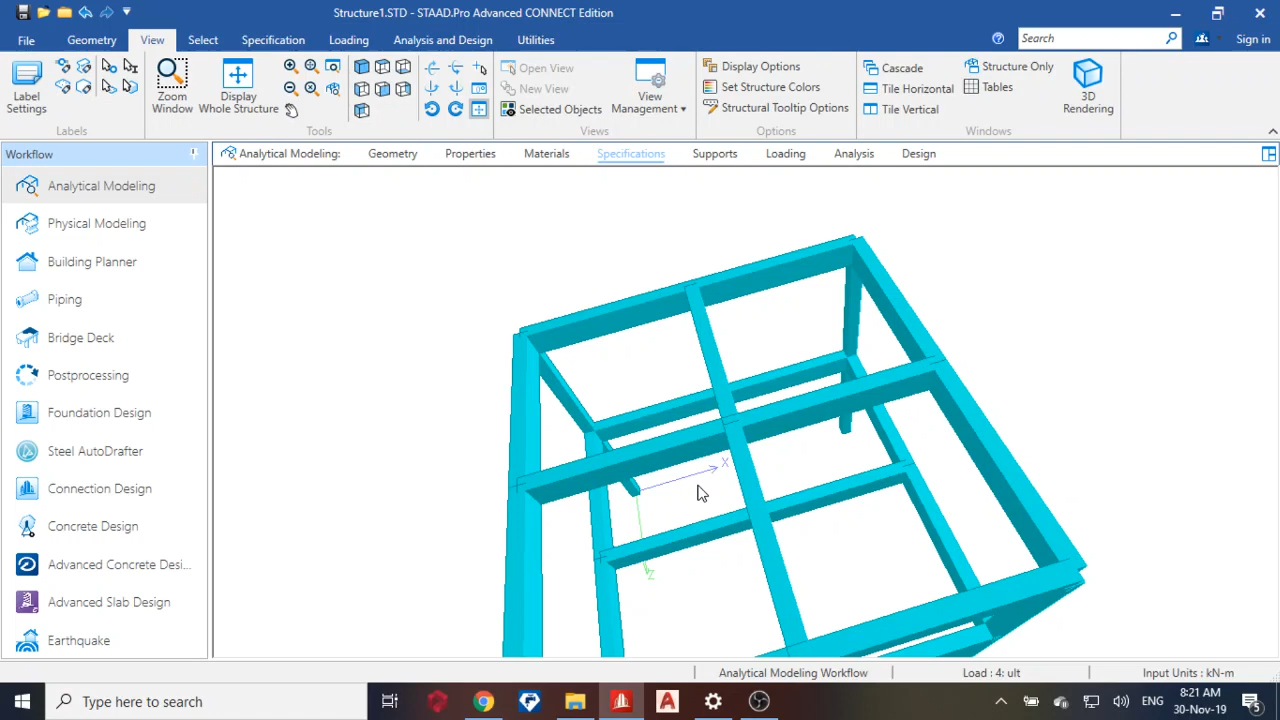 Structure1.STD - STAAD.Pro Advanced CONNECT Edition
File Geometry View Select Specification Loading Analysis and Design Utilities Search Sign in
Label Settings
Labels
Zoom Window
Display Whole Structure
Tools
Open View
New View
Selected Objects
View Management
Views
Display Options
Set Structure Colors
Structural Tooltip Options
Options
Cascade
Tile Horizontal
Tile Vertical
Structure Only
Tables
Windows
3D Rendering
Workflow
Analytical Modeling: Geometry Properties Materials Specifications Supports Loading Analysis Design
Analytical Modeling
Physical Modeling
Building Planner
Piping
Bridge Deck
Postprocessing
Foundation Design
Steel AutoDrafter
Connection Design
Concrete Design
Advanced Concrete Desi...
Advanced Slab Design
Earthquake
X
Z
Analytical Modeling Workflow Load : 4: ult Input Units : kN-m
Type here to search
ENG
8:21 AM
30-Nov-19
5